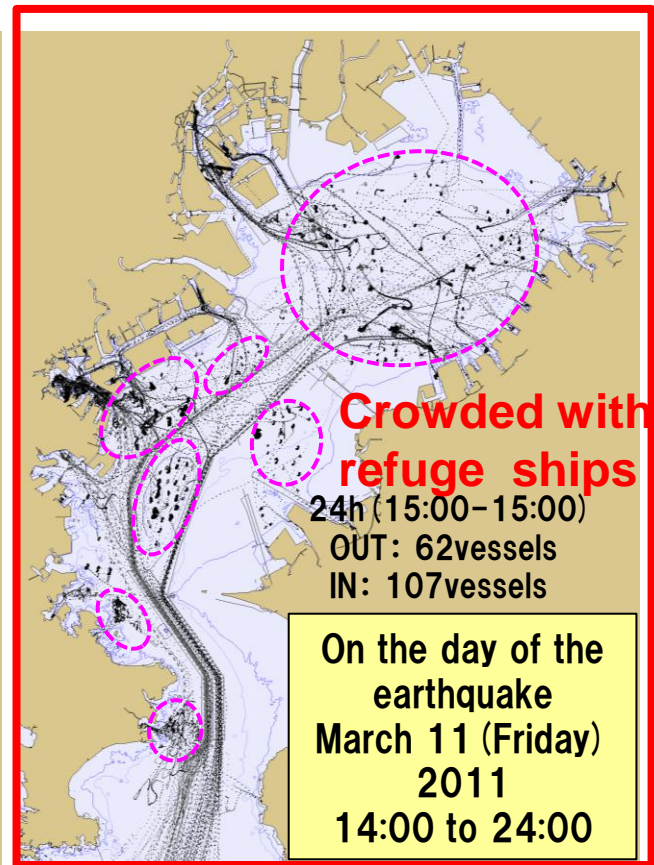 Crowded with
refuge ships
24h(15:00-15:00)
OUT: 62vessels
IN: 107vessels
On the day of the
earthquake
March 11 (Friday)
2011
14:00 to 24:00